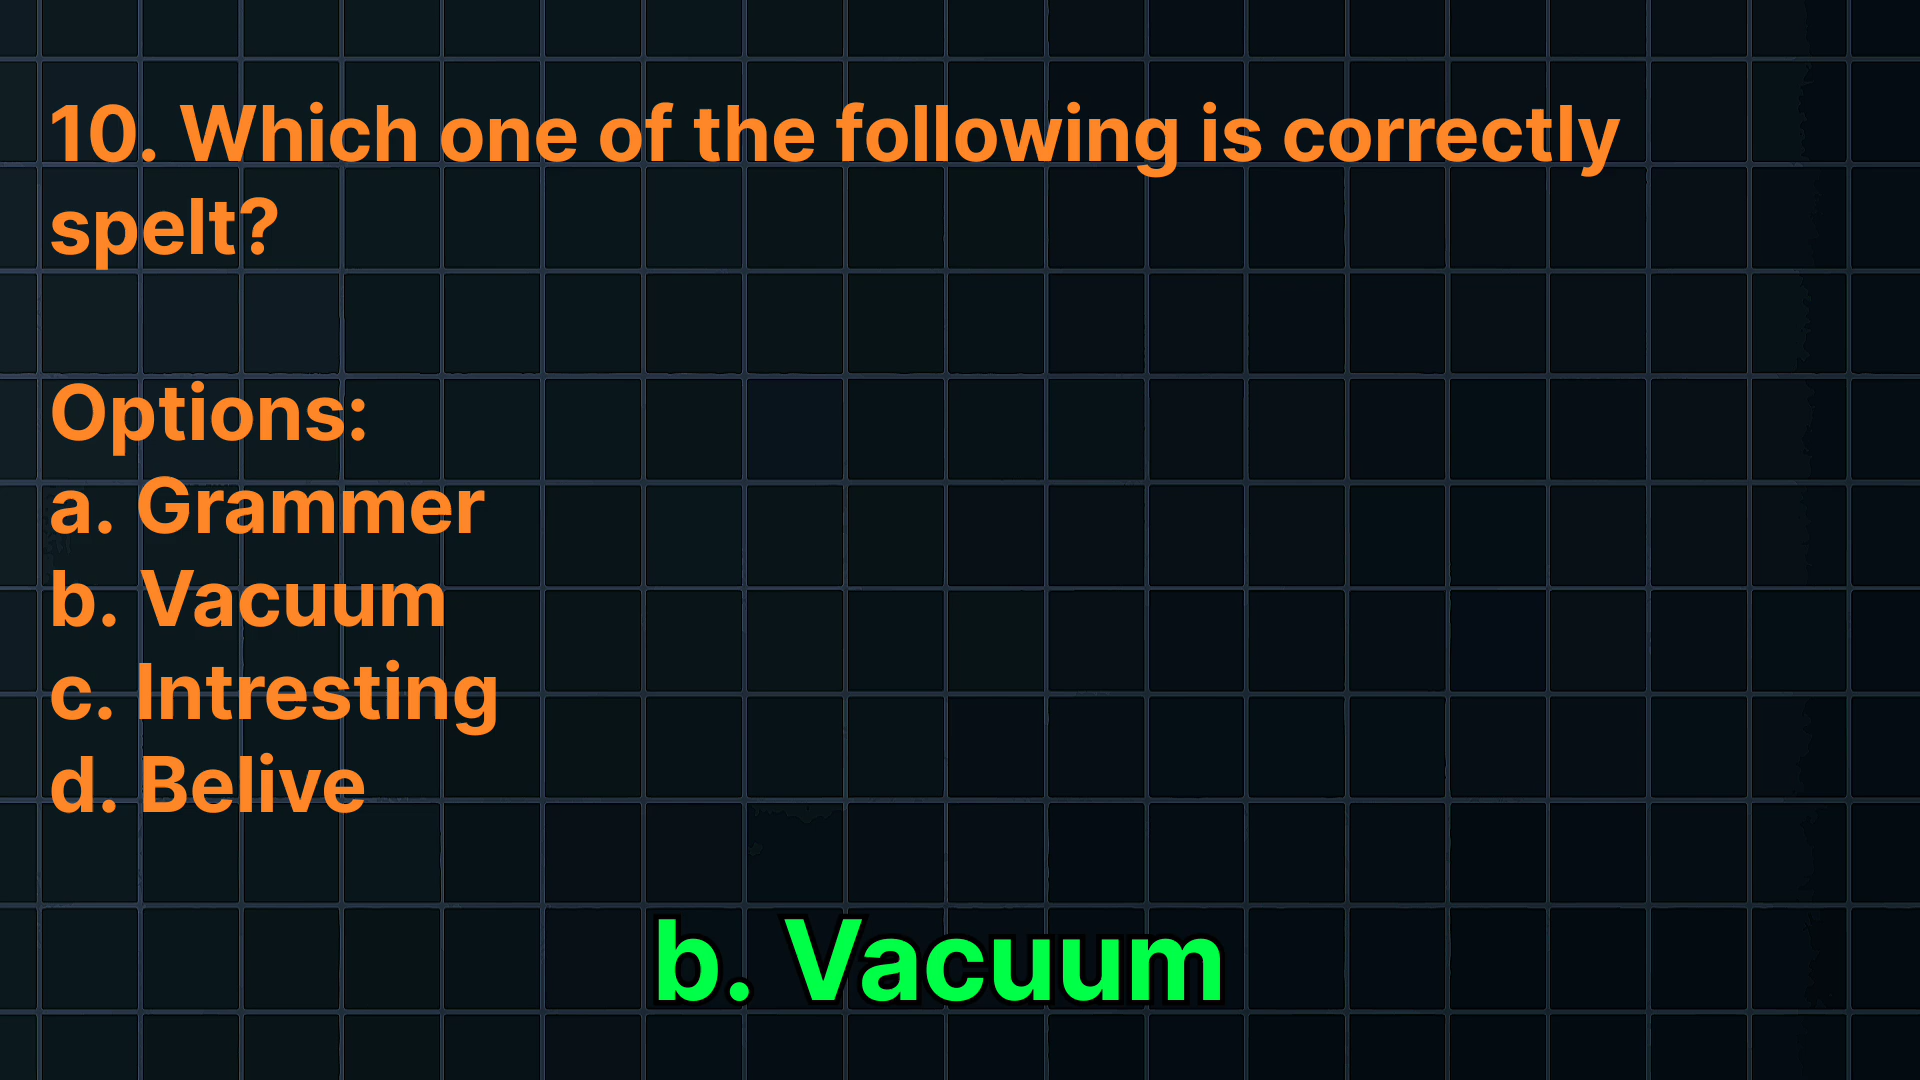 10. Which one of the following is correctly
spelt?
Options:
a. Grammer
b. Vacuum
c. Intresting
d. Belive
b. Vacuum